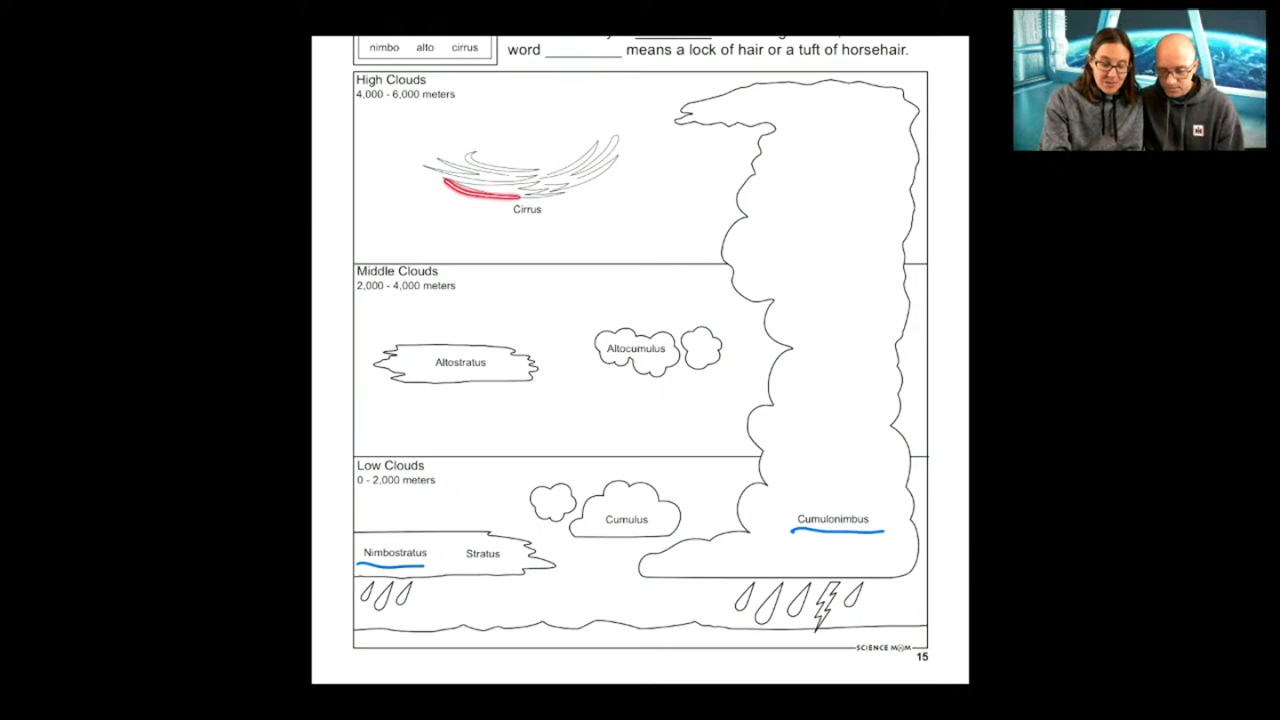 nimbo alto cirrus
word ________ means a lock of hair or a tuft of horsehair.
High Clouds
4,000 - 6,000 meters
Cirrus
Middle Clouds
2,000 - 4,000 meters
Altostratus
Altocumulus
Low Clouds
0 - 2,000 meters
Cumulus
Cumulonimbus
Nimbostratus
Stratus
SCIENCE MOM
15